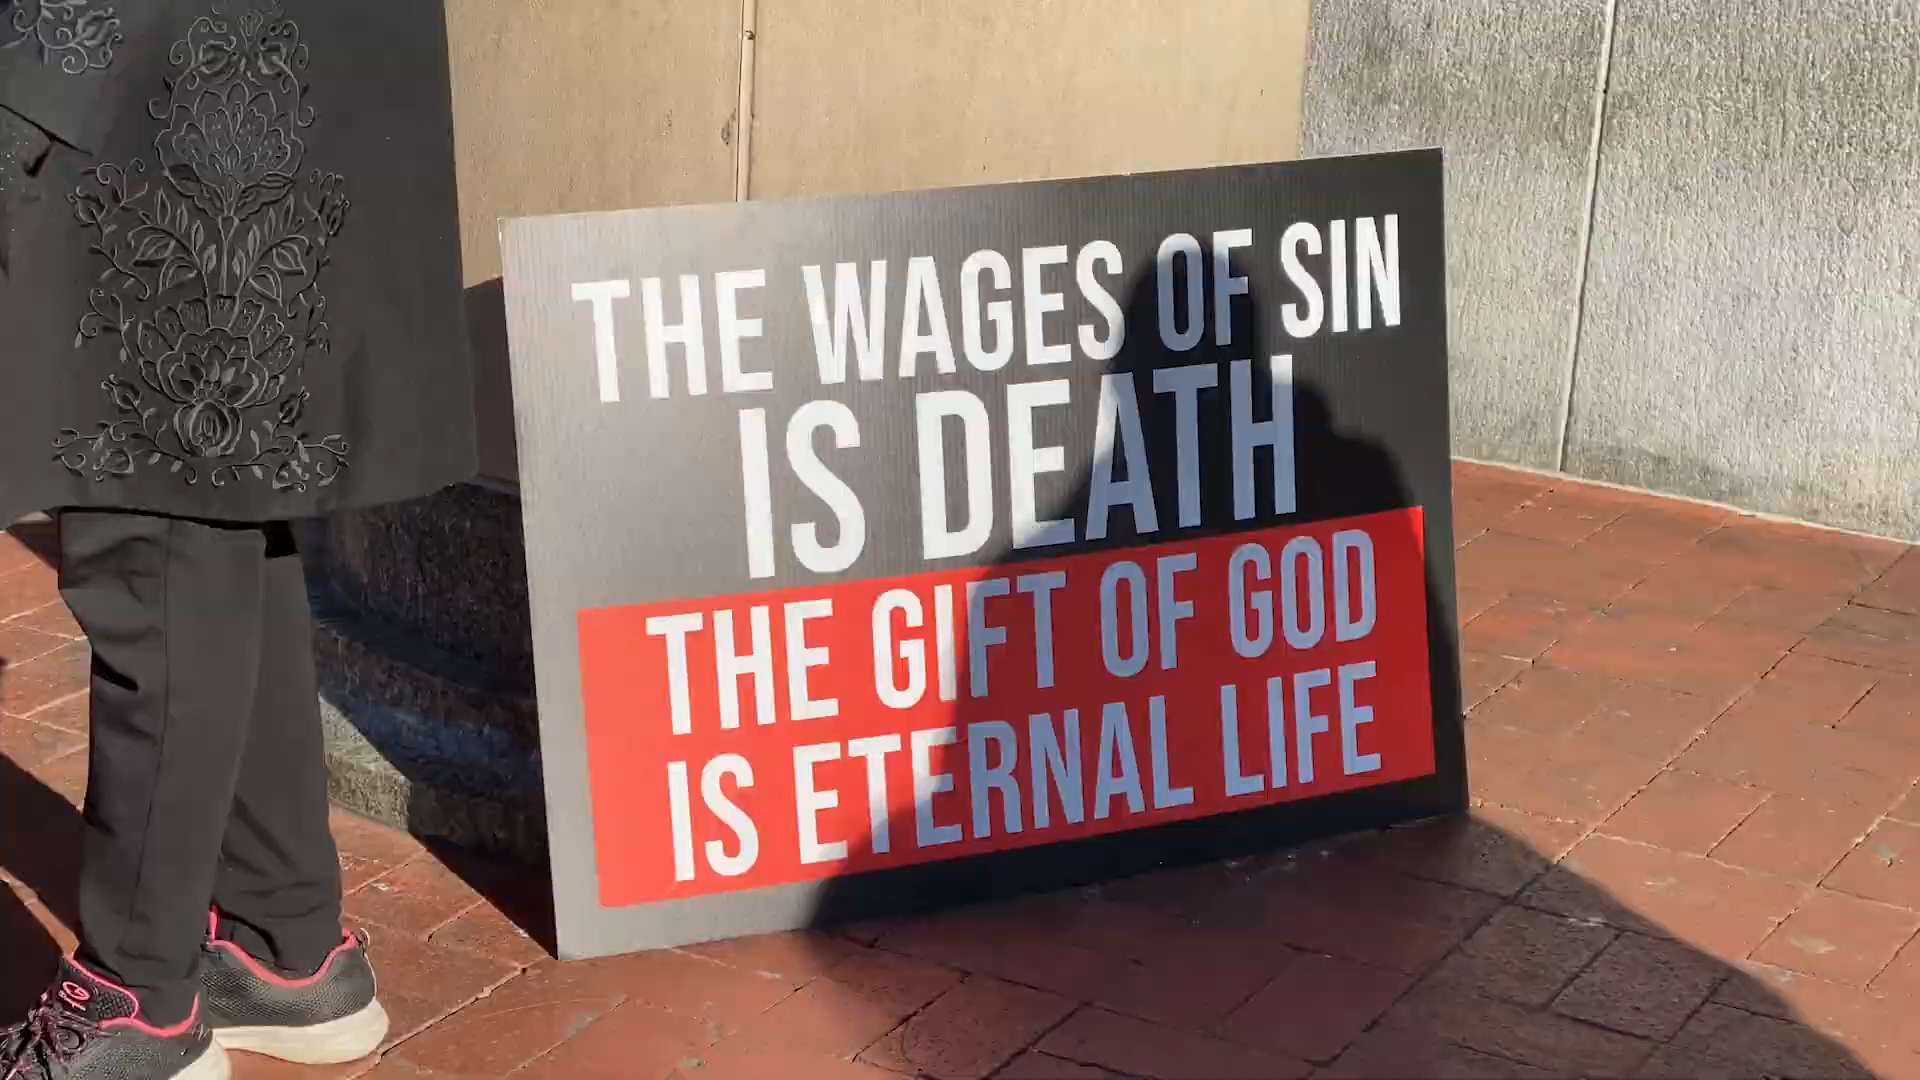 THE WAGES OF SIN
IS DEATH
THE GIFT OF GOD
IS ETERNAL LIFE